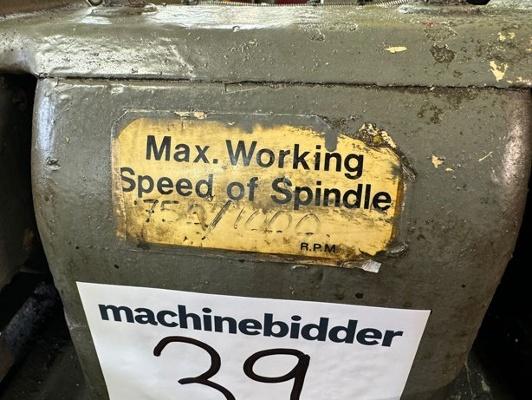 Max. Working
Speed of Spindle
R.P.M
machinebidder
39